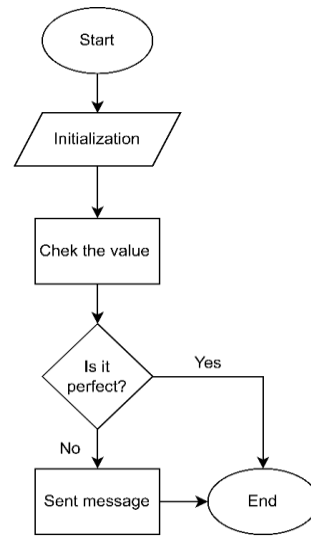 Start
Initialization
Chek the value
Is it
perfect?
Yes
No
Sent message
End